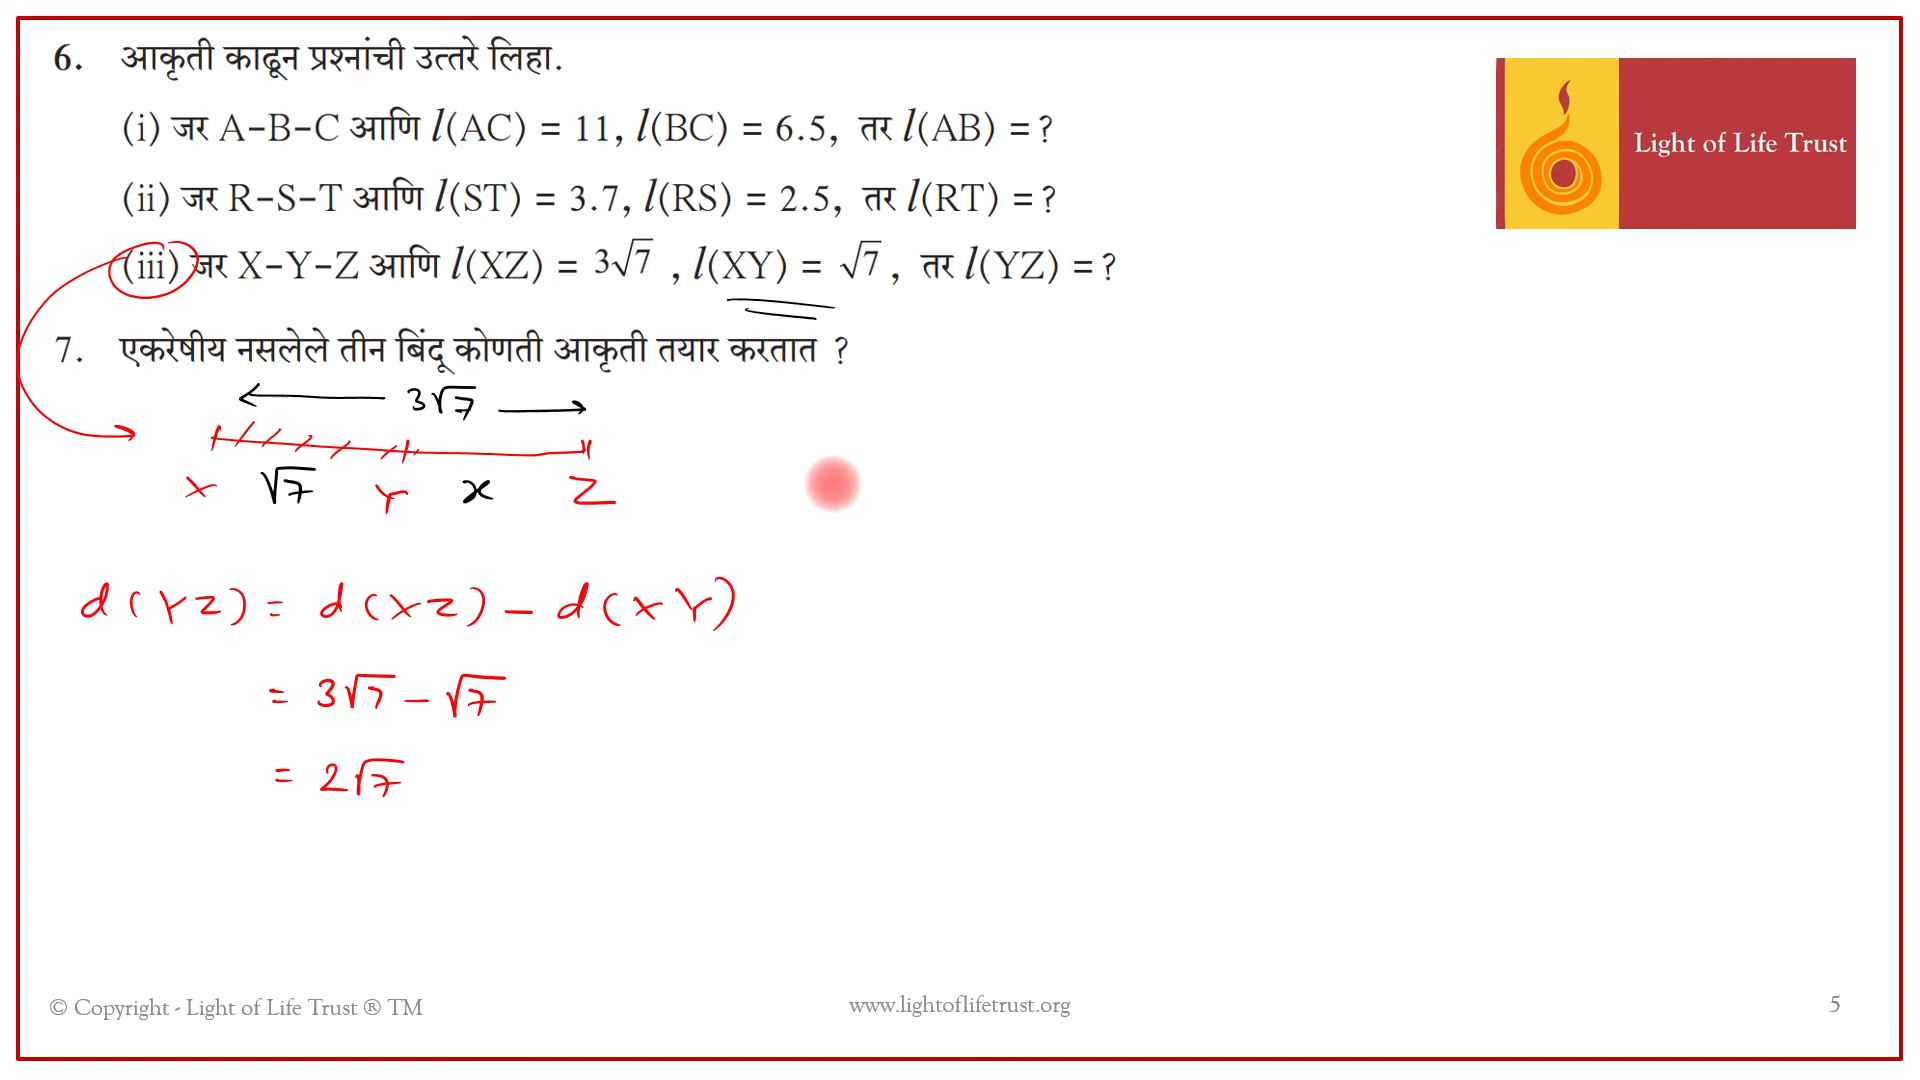 6. आकृती काढून प्रश्नांची उत्तरे लिहा.
(i) जर A-B-C आणि l(AC) = 11, l(BC) = 6.5, तर l(AB) = ?
(ii) जर R-S-T आणि l(ST) = 3.7, l(RS) = 2.5, तर l(RT) = ?
(iii) जर X-Y-Z आणि l(XZ) = 3√7 , l(XY) = √7 , तर l(YZ) = ?
7. एकरेषीय नसलेले तीन बिंदू कोणती आकृती तयार करतात ?
Light of Life Trust
3√7
X √7 Y x Z
d(YZ) = d(XZ) - d(XY)
= 3√7 - √7
= 2√7
© Copyright - Light of Life Trust ® TM
www.lightoflifetrust.org
5